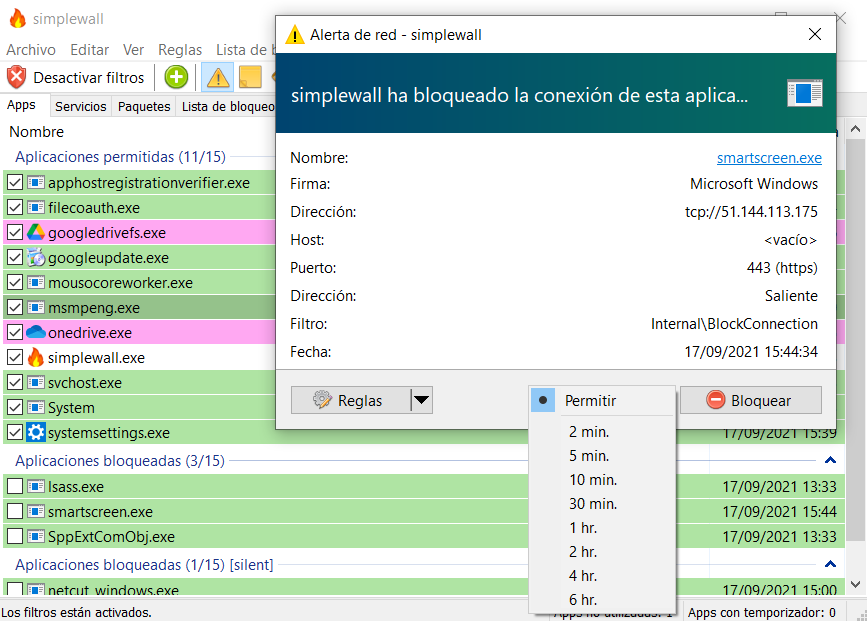 simplewall
Archivo Editar Ver Reglas Lista de b
Desactivar filtros
Apps Servicios Paquetes Lista de bloqueo
Nombre
Aplicaciones permitidas (11/15)
apphostregistrationverifier.exe
filecoauth.exe
googledrivefs.exe
googleupdate.exe
mousocoreworker.exe
msmpeng.exe
onedrive.exe
simplewall.exe
svchost.exe
System
systemsettings.exe 17/09/2021 15:39
Aplicaciones bloqueadas (3/15)
lsass.exe 17/09/2021 13:33
smartscreen.exe 17/09/2021 15:44
SppExtComObj.exe 17/09/2021 13:33
Aplicaciones bloqueadas (1/15) [silent]
netcut_windows.exe 17/09/2021 15:00
Los filtros están activados. Apps no utilizadas: 1 Apps con temporizador: 0
Alerta de red - simplewall
simplewall ha bloqueado la conexión de esta aplica...
Nombre: smartscreen.exe
Firma: Microsoft Windows
Dirección: tcp://51.144.113.175
Host: <vacío>
Puerto: 443 (https)
Dirección: Saliente
Filtro: Internal\BlockConnection
Fecha: 17/09/2021 15:44:34
Reglas
Permitir
Bloquear
2 min.
5 min.
10 min.
30 min.
1 hr.
2 hr.
4 hr.
6 hr.